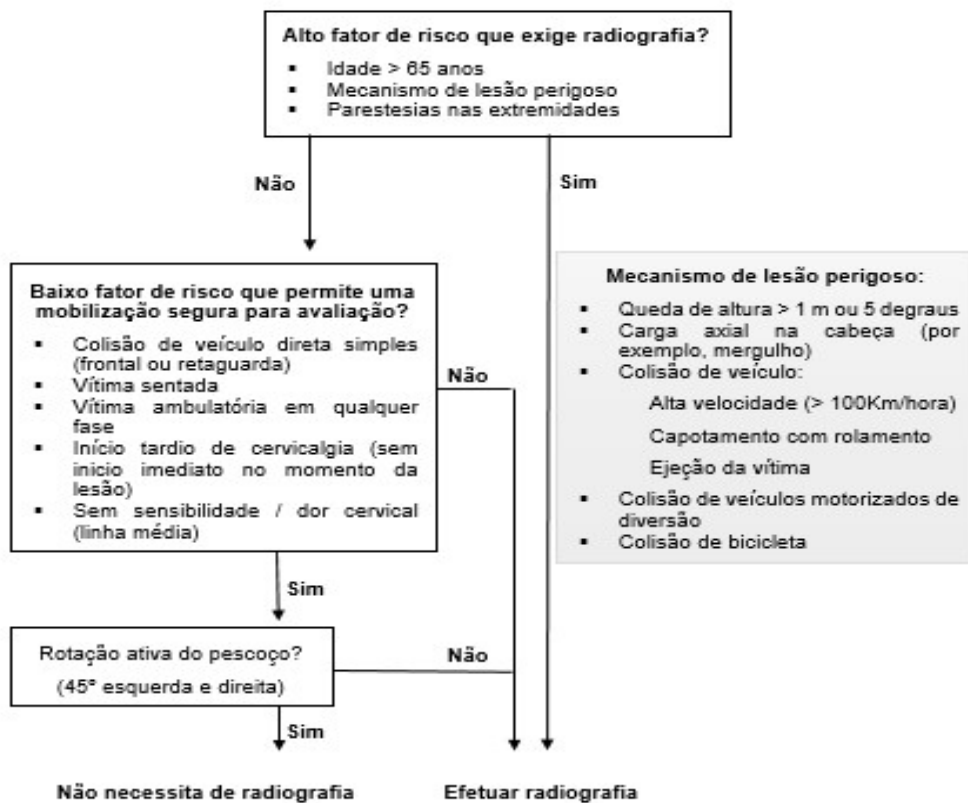 Alto fator de risco que exige radiografia?
▪ Idade > 65 anos
▪ Mecanismo de lesão perigoso
▪ Parestesias nas extremidades
Não
Sim
Baixo fator de risco que permite uma
mobilização segura para avaliação?
▪ Colisão de veículo direta simples
(frontal ou retaguarda)
▪ Vítima sentada
▪ Vítima ambulatória em qualquer
fase
▪ Início tardio de cervicalgia (sem
inicio imediato no momento da
lesão)
▪ Sem sensibilidade / dor cervical
(linha média)
Não
Mecanismo de lesão perigoso:
▪ Queda de altura > 1 m ou 5 degraus
▪ Carga axial na cabeça (por
exemplo, mergulho)
▪ Colisão de veículo:
Alta velocidade (> 100Km/hora)
Capotamento com rolamento
Ejeção da vítima
▪ Colisão de veículos motorizados de
diversão
▪ Colisão de bicicleta
Sim
Rotação ativa do pescoço?
(45º esquerda e direita)
Não
Sim
Não necessita de radiografia
Efetuar radiografia